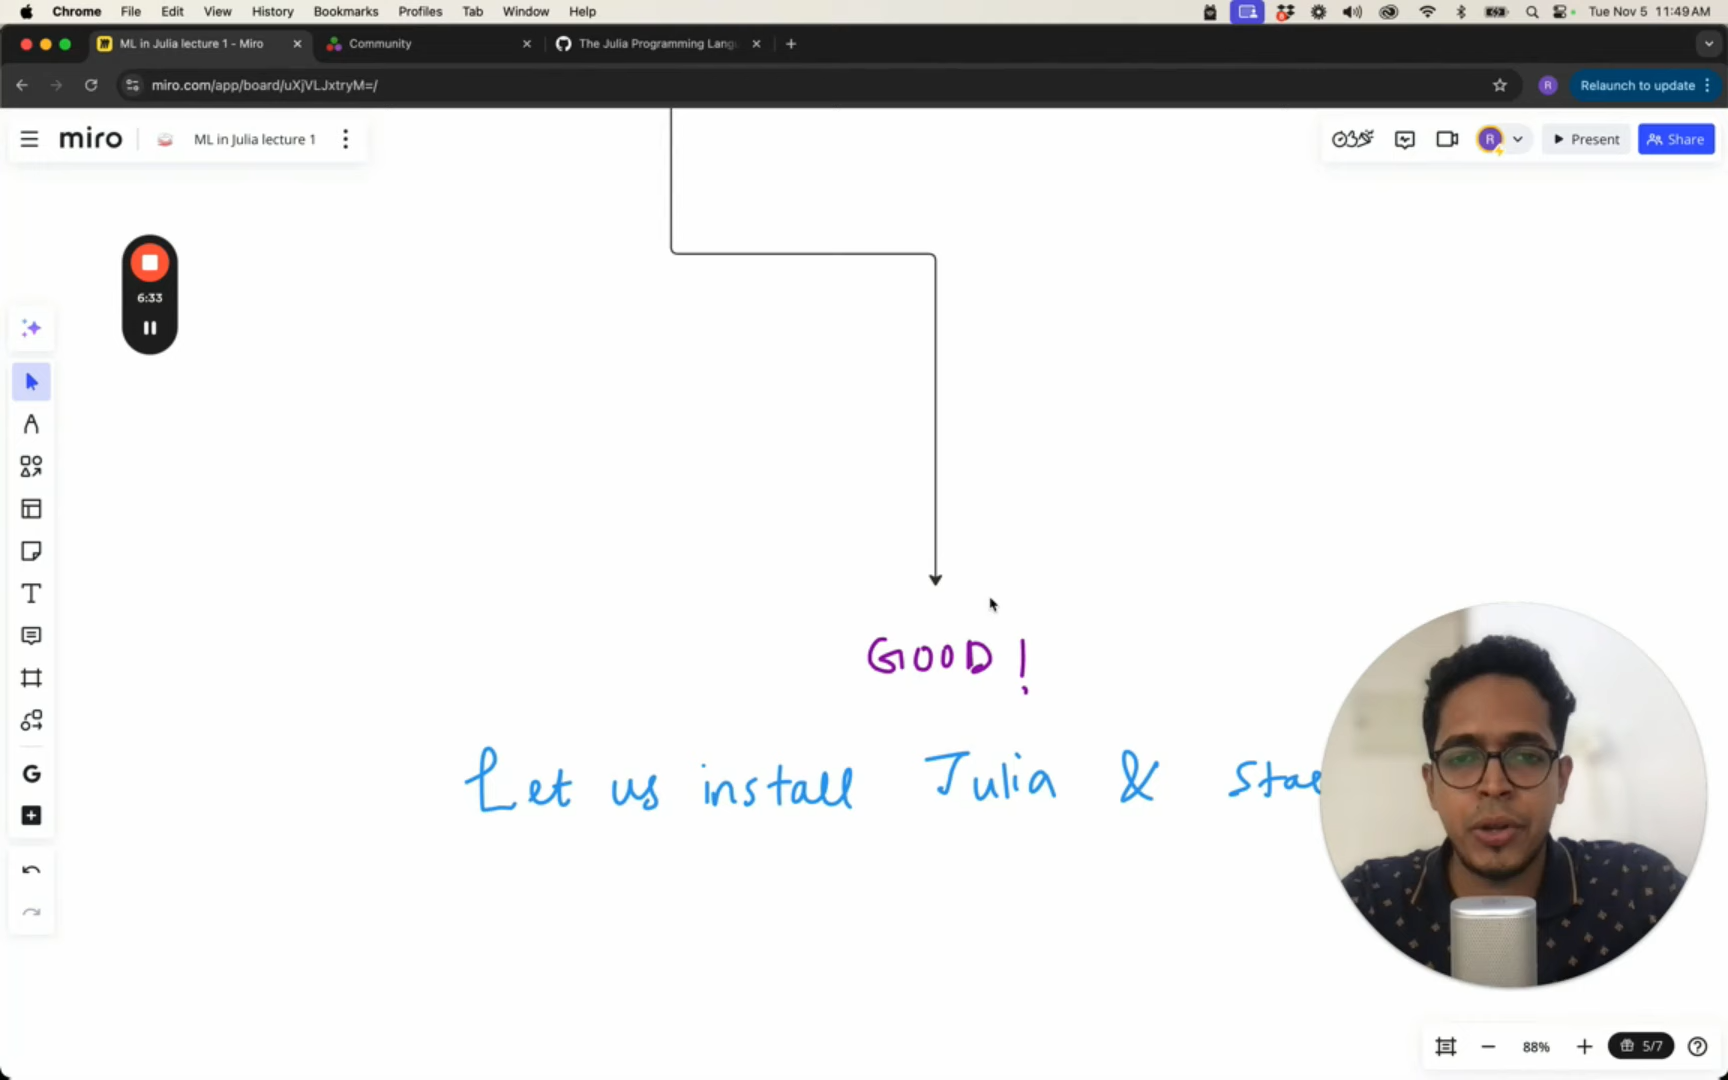 Chrome File Edit View History Bookmarks Profiles Tab Window Help Tue Nov 5 11:49 AM
ML in Julia lecture 1 - Miro Community The Julia Programming Lang
miro.com/app/board/uXjVLJxtryM=/ R Relaunch to update
miro ML in Julia lecture 1 R Present Share
6:33
GOOD!
Let us install Julia &
88% 5/7